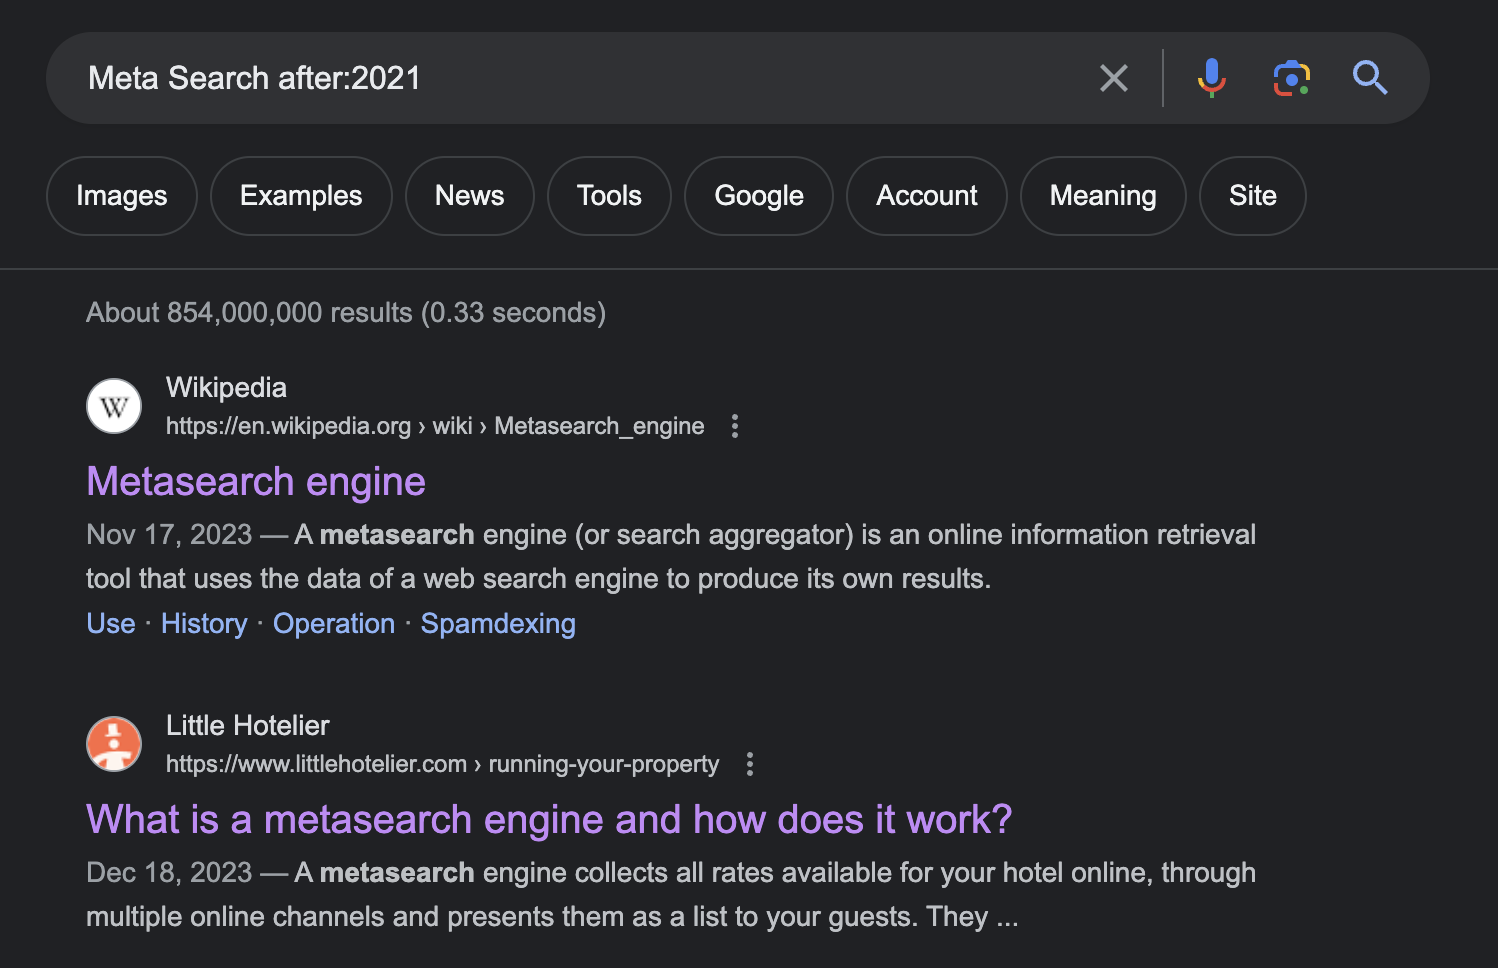 Meta Search after:2021
Images Examples News Tools Google Account Meaning Site
About 854,000,000 results (0.33 seconds)
W
Wikipedia
https://en.wikipedia.org › wiki › Metasearch_engine
Metasearch engine
Nov 17, 2023 — A metasearch engine (or search aggregator) is an online information retrieval
tool that uses the data of a web search engine to produce its own results.
Use · History · Operation · Spamdexing
Little Hotelier
https://www.littlehotelier.com › running-your-property
What is a metasearch engine and how does it work?
Dec 18, 2023 — A metasearch engine collects all rates available for your hotel online, through
multiple online channels and presents them as a list to your guests. They ...